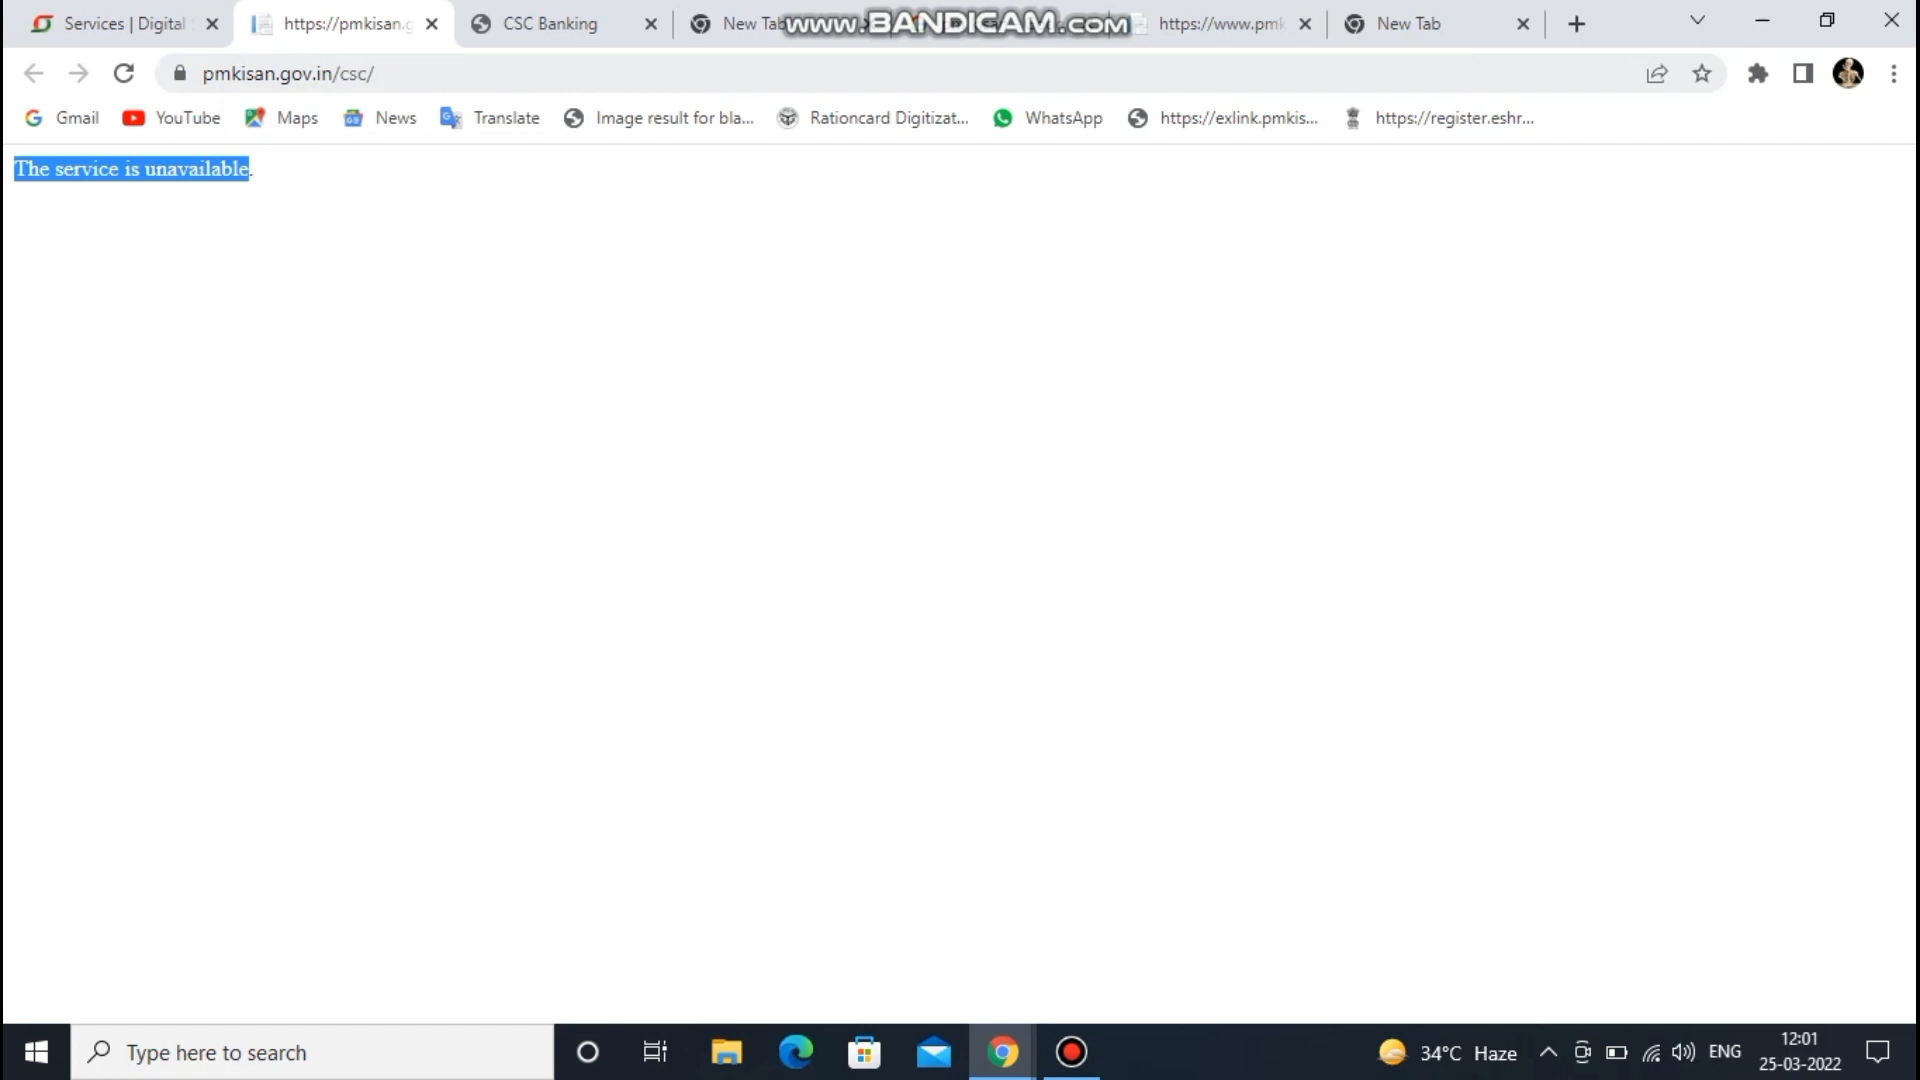 Services | Digital
https://pmkisan.g
CSC Banking
New Tab
www.BANDICAM.com
https://www.pmk
New Tab
pmkisan.gov.in/csc/
Gmail
YouTube
Maps
News
Translate
Image result for bla...
Rationcard Digitizat...
WhatsApp
https://exlink.pmkis...
https://register.eshr...
The service is unavailable.
Type here to search
34°C Haze
ENG
12:01
25-03-2022